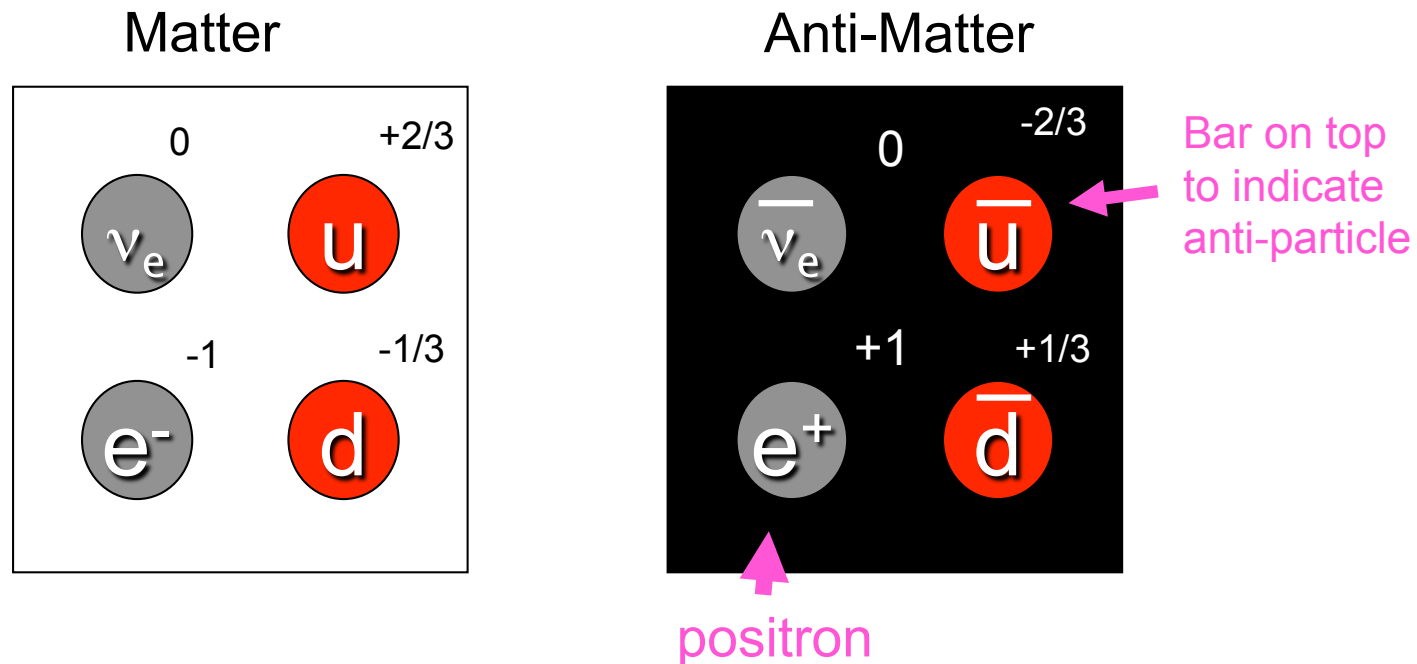 Matter
0
+2/3
νe
u
-1
-1/3
e-
d
Anti-Matter
0
-2/3
ν̅e
u̅
+1
+1/3
e+
d̅
Bar on top
to indicate
anti-particle
positron